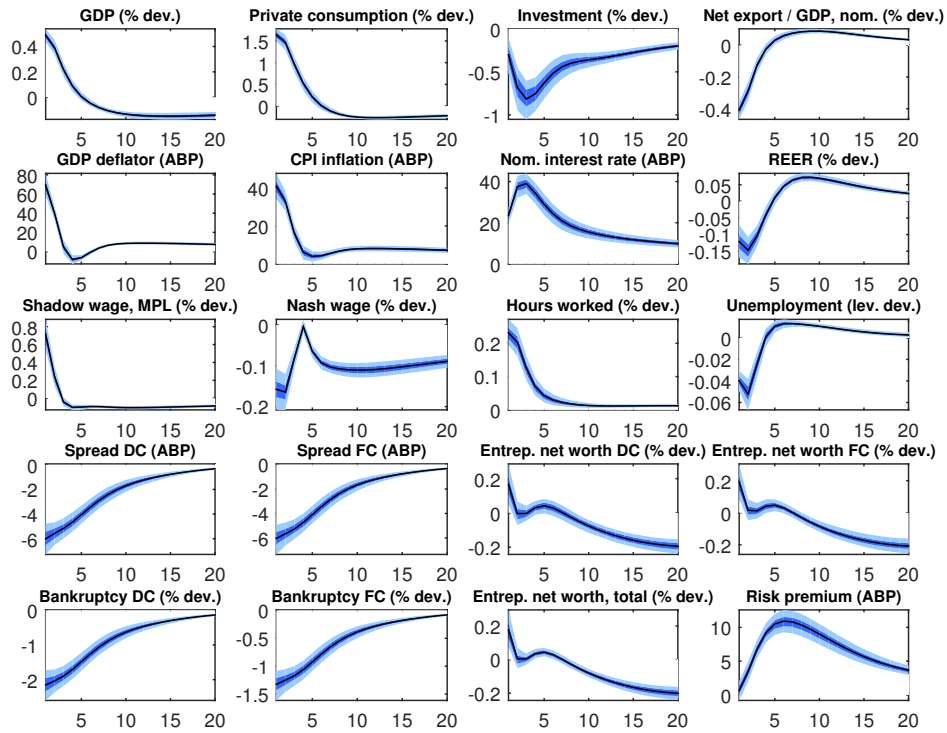 GDP (% dev.) Private consumption (% dev.) Investment (% dev.) Net export / GDP, nom. (% dev.)
0.4 0.2 0
5 10 15 20
1.5 1 0.5 0
5 10 15 20
0 -0.5 -1
5 10 15 20
0 -0.2 -0.4
5 10 15 20
GDP deflator (ABP) CPI inflation (ABP) Nom. interest rate (ABP) REER (% dev.)
80 60 40 20 0
5 10 15 20
40 20 0
5 10 15 20
40 20 0
5 10 15 20
0.05 0 -0.05 -0.1 -0.15
5 10 15 20
Shadow wage, MPL (% dev.) Nash wage (% dev.) Hours worked (% dev.) Unemployment (lev. dev.)
0.8 0.6 0.4 0.2 0
5 10 15 20
0 -0.1 -0.2
5 10 15 20
0.2 0.1 0
5 10 15 20
0 -0.02 -0.04 -0.06
5 10 15 20
Spread DC (ABP) Spread FC (ABP) Entrep. net worth DC (% dev.) Entrep. net worth FC (% dev.)
0 -2 -4 -6
5 10 15 20
0 -2 -4 -6
5 10 15 20
0.2 0 -0.2
5 10 15 20
0.2 0 -0.2
5 10 15 20
Bankruptcy DC (% dev.) Bankruptcy FC (% dev.) Entrep. net worth, total (% dev.) Risk premium (ABP)
0 -1 -2
5 10 15 20
0 -0.5 -1 -1.5
5 10 15 20
0.2 0 -0.2
5 10 15 20
10 5 0
5 10 15 20